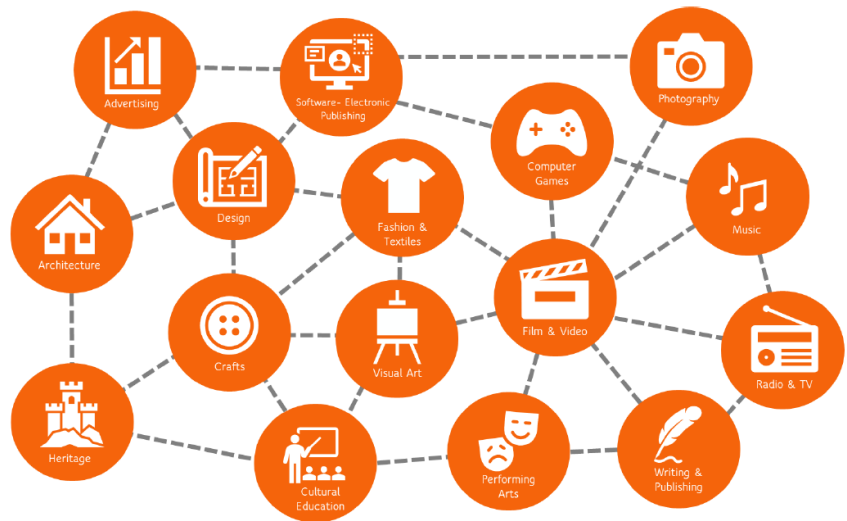 Advertising
Software- Electronic
Publishing
Photography
Computer
Games
Design
Fashion &
Textiles
Music
Architecture
Film & Video
Crafts
Visual Art
Radio & TV
Heritage
Cultural
Education
Performing
Arts
Writing &
Publishing